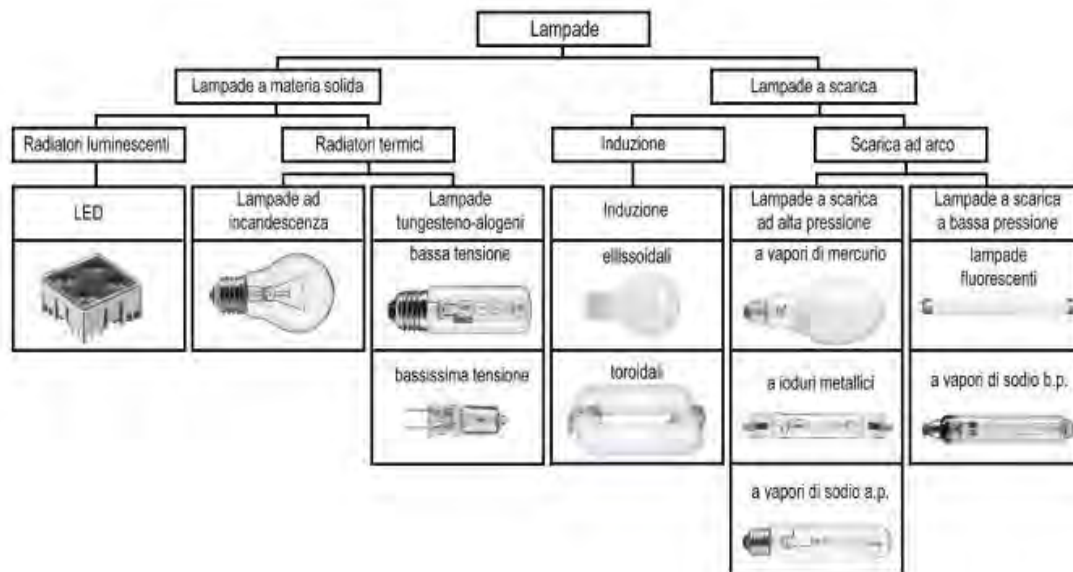 Lampade
Lampade a materia solida
Lampade a scarica
Radiatori luminescenti
Radiatori termici
Induzione
Scarica ad arco
LED
Lampade ad
incandescenza
Lampade
tungesteno-alogeni
Induzione
Lampade a scarica
ad alta pressione
Lampade a scarica
a bassa pressione
bassa tensione
ellissoidali
a vapori di mercurio
lampade
fluorescenti
bassissima tensione
toroidali
a ioduri metallici
a vapori di sodio b.p.
a vapori di sodio a.p.